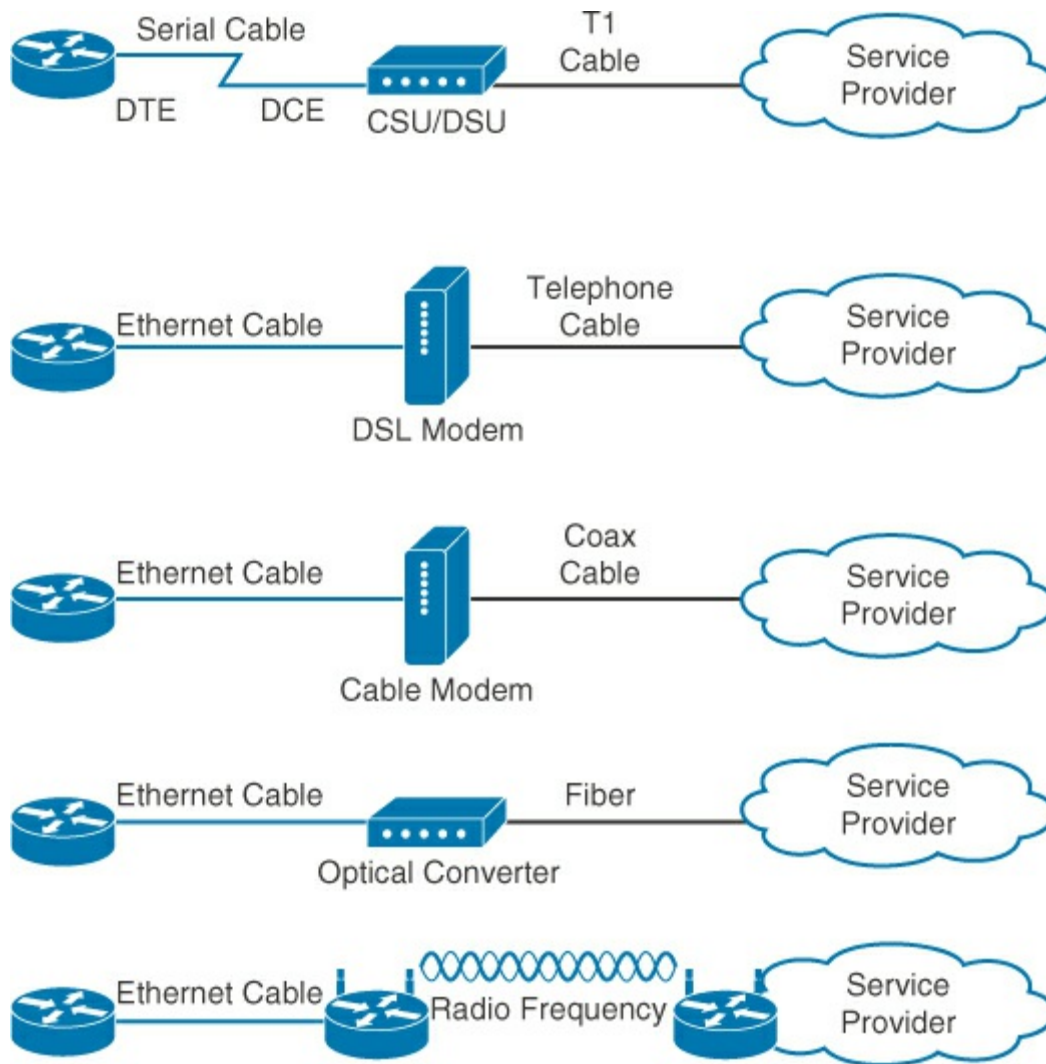 Serial Cable
T1
Cable
Service
Provider
DTE
DCE
CSU/DSU
Ethernet Cable
Telephone
Cable
Service
Provider
DSL Modem
Ethernet Cable
Coax
Cable
Service
Provider
Cable Modem
Ethernet Cable
Fiber
Service
Provider
Optical Converter
Ethernet Cable
Radio Frequency
Service
Provider